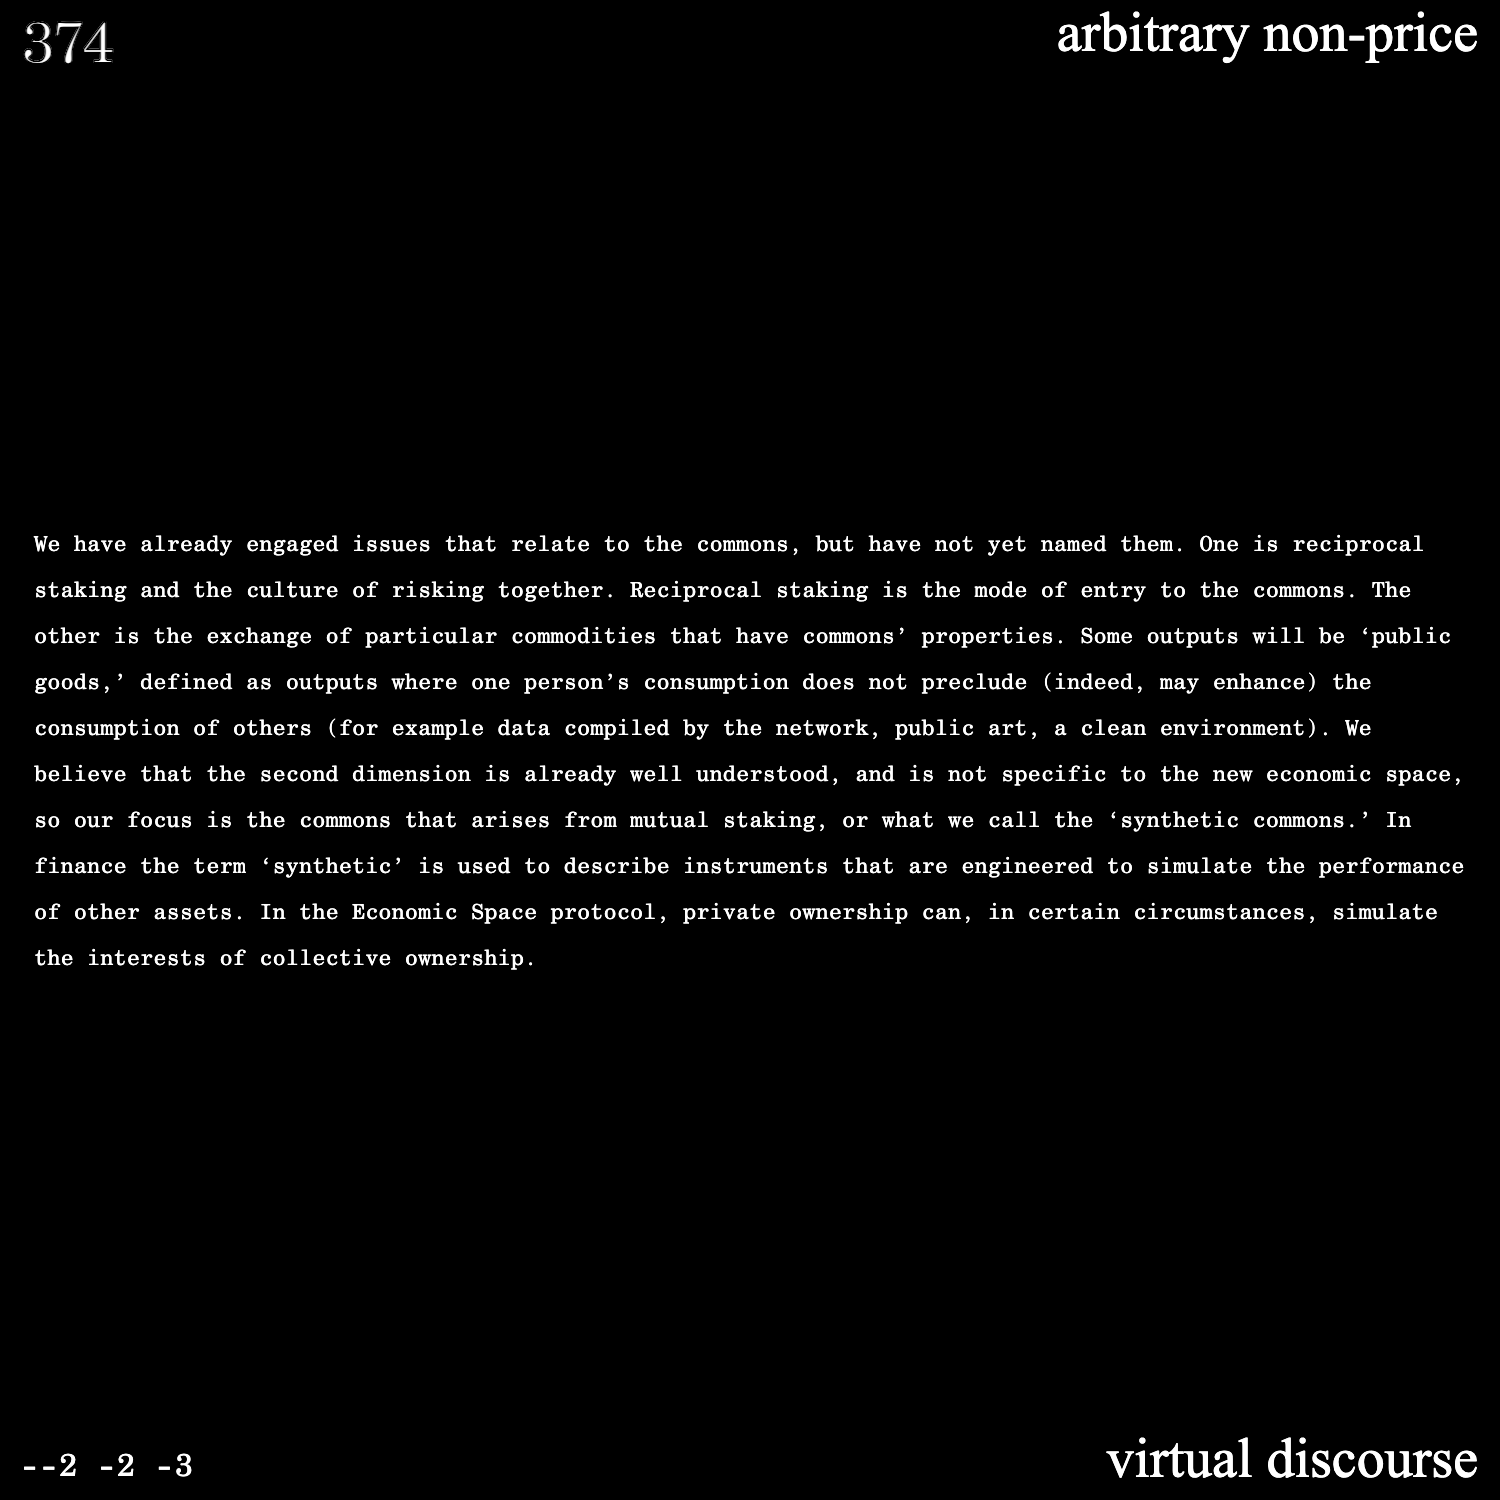 374
arbitrary non-price
We have already engaged issues that relate to the commons, but have not yet named them. One is reciprocal
staking and the culture of risking together. Reciprocal staking is the mode of entry to the commons. The
other is the exchange of particular commodities that have commons’ properties. Some outputs will be ‘public
goods,’ defined as outputs where one person’s consumption does not preclude (indeed, may enhance) the
consumption of others (for example data compiled by the network, public art, a clean environment). We
believe that the second dimension is already well understood, and is not specific to the new economic space,
so our focus is the commons that arises from mutual staking, or what we call the ‘synthetic commons.’ In
finance the term ‘synthetic’ is used to describe instruments that are engineered to simulate the performance
of other assets. In the Economic Space protocol, private ownership can, in certain circumstances, simulate
the interests of collective ownership.
--2 -2 -3
virtual discourse